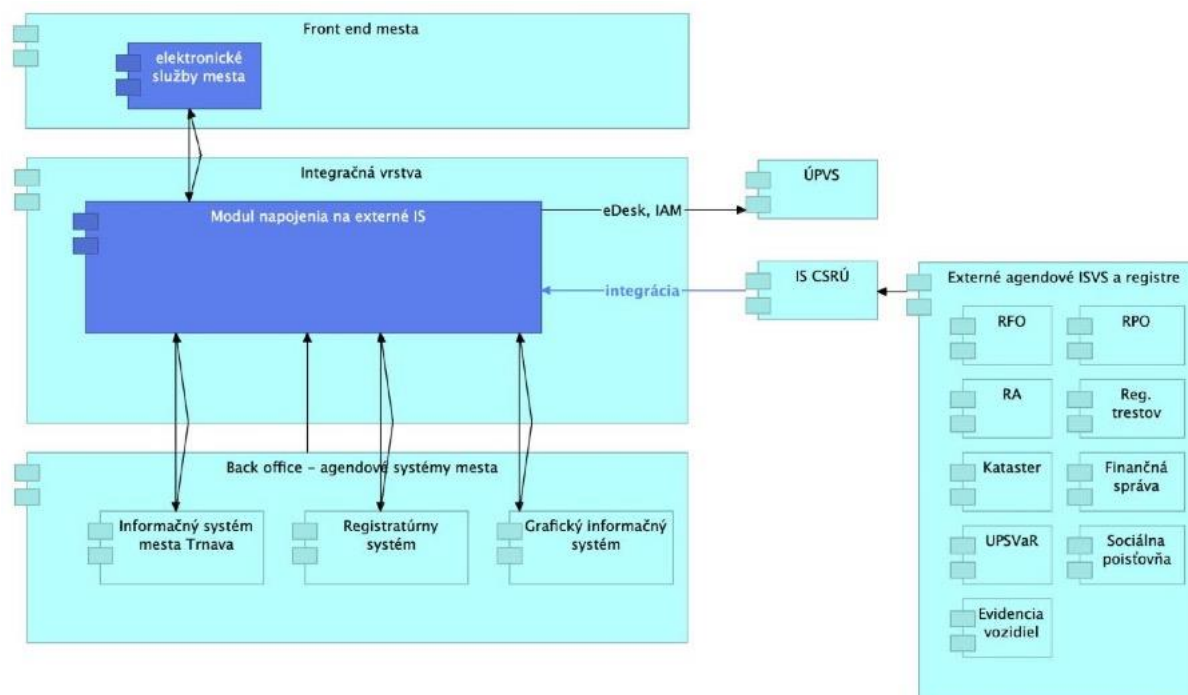 Front end mesta
elektronické
služby mesta
Integračná vrstva
Modul napojenia na externé IS
eDesk, IAM
ÚPVS
integrácia
IS CSRÚ
Externé agendové ISVS a registre
RFO
RPO
RA
Reg.
trestov
Kataster
Finančná
správa
UPSVaR
Sociálna
poisťovňa
Evidencia
vozidiel
Back office – agendové systémy mesta
Informačný systém
mesta Trnava
Registratúrny
systém
Grafický informačný
systém